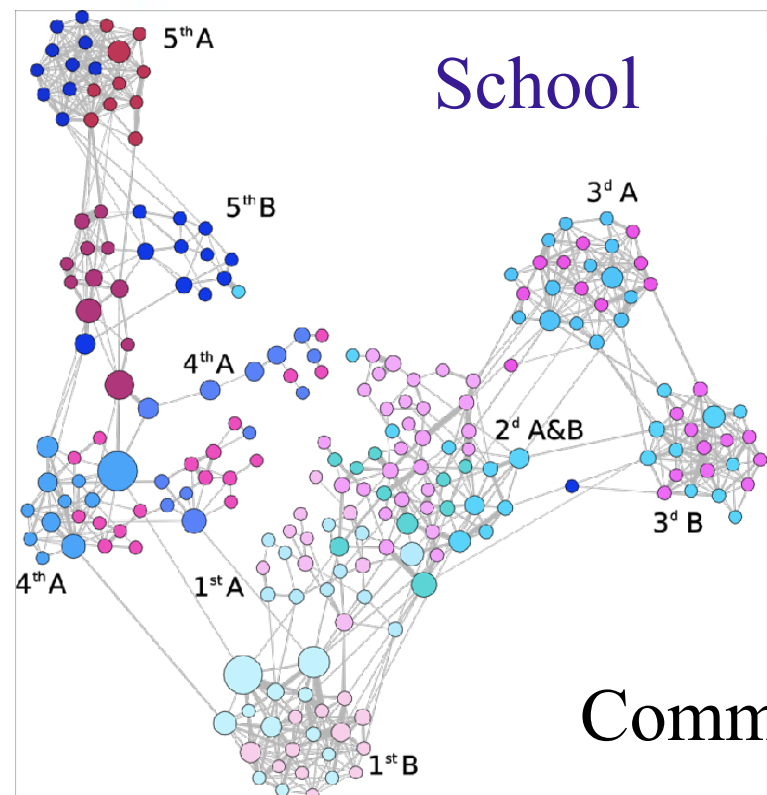 5th A
School
3d A
5th B
4th A
2d A&B
3d B
4th A
1st A
Comm
1st B